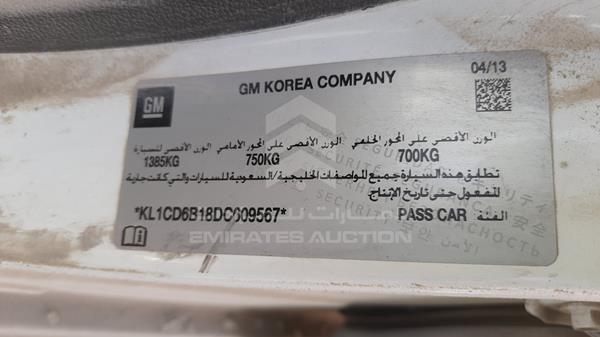 04/13
GM
GM KOREA COMPANY
الوزن الأقصى على المحور الخلفي الوزن الأقصى على المحور الأمامي الوزن الأقصى للسيارة
1385KG 750KG 700KG
تطابق هذه السيارة جميع المواصفات الخليجية/السعودية للسيارات والتي كانت جارية
المفعول حتى تاريخ الإنتاج.
*KL1CD6B18DC609567*
PASS CAR الفئة
EMIRATES AUCTION